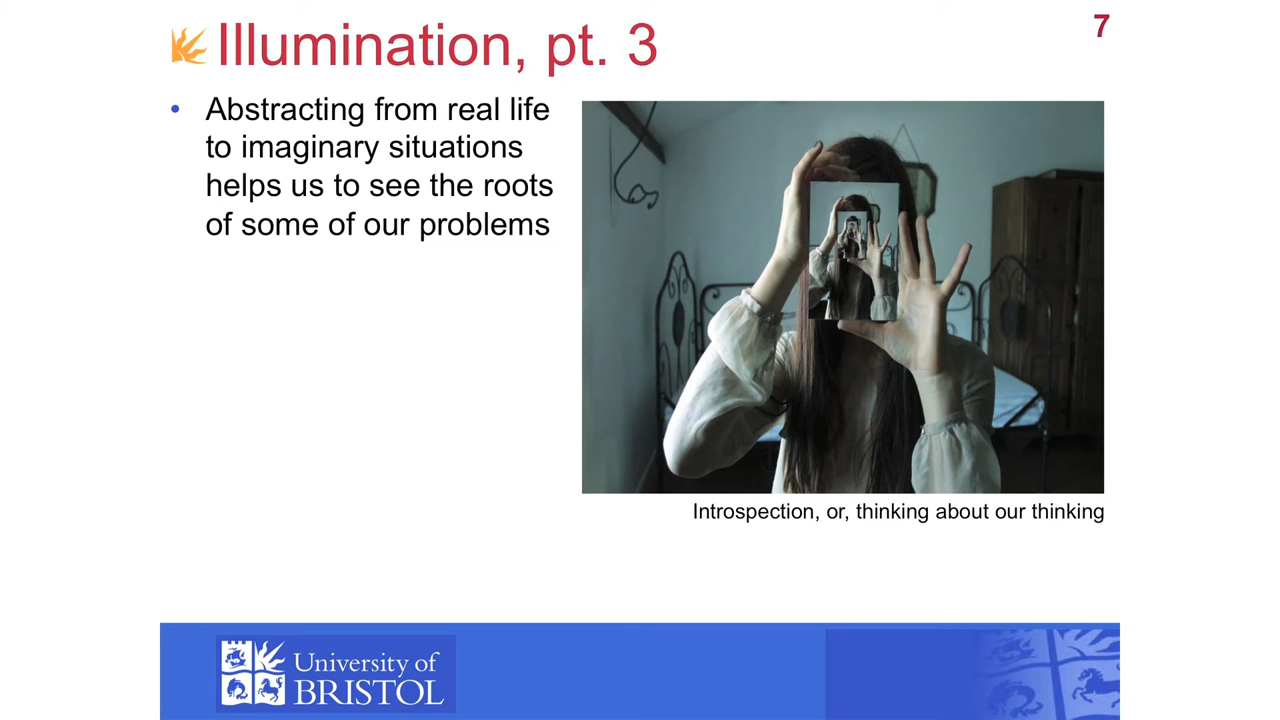 Illumination, pt. 3
7
• Abstracting from real life
to imaginary situations
helps us to see the roots
of some of our problems
Introspection, or, thinking about our thinking
University of
BRISTOL